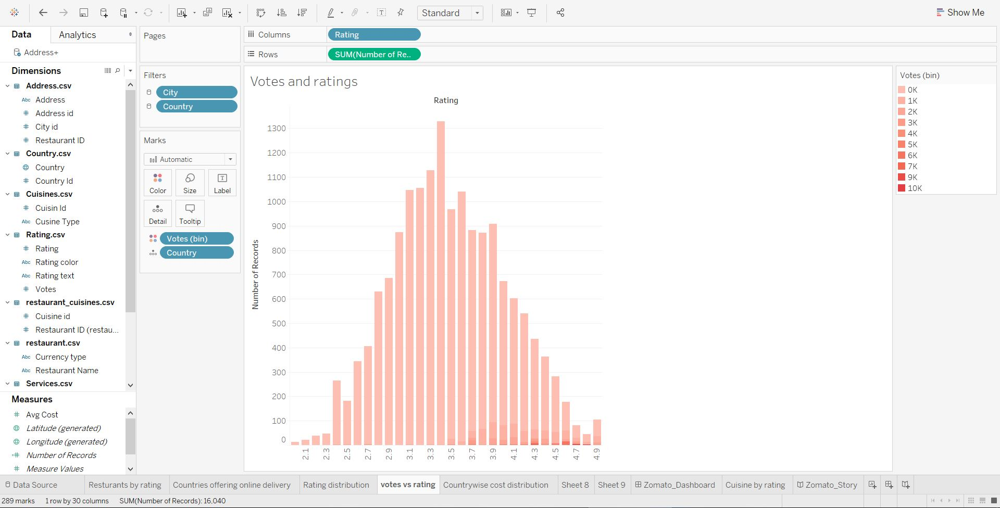 Standard
Show Me
Data
Analytics
Address+
Dimensions
Address.csv
Abc Address
# Address id
# City id
# Restaurant ID
Country.csv
Country
# Country Id
Cuisines.csv
# Cuisin Id
Abc Cusine Type
Rating.csv
# Rating
Abc Rating color
Abc Rating text
# Votes
restaurant_cuisines.csv
# Cuisine id
# Restaurant ID (restau...
restaurant.csv
Abc Currency type
Abc Restaurant Name
Services.csv
Measures
# Avg Cost
Latitude (generated)
Longitude (generated)
=# Number of Records
# Measure Values
Pages
Filters
City
Country
Marks
Automatic
Color
Size
Label
Detail
Tooltip
Votes (bin)
Country
Columns
Rating
Rows
SUM(Number of Re..
Votes and ratings
Rating
Number of Records
1300
1200
1100
1000
900
800
700
600
500
400
300
200
100
0
2.1
2.3
2.5
2.7
2.9
3.1
3.3
3.5
3.7
3.9
4.1
4.3
4.5
4.7
4.9
Votes (bin)
0K
1K
2K
3K
4K
5K
6K
7K
9K
10K
Data Source
Resturants by rating
Countries offering online delivery
Rating distribution
votes vs rating
Countrywise cost distribution
Sheet 8
Sheet 9
Zomato_Dashboard
Cuisine by rating
Zomato_Story
289 marks
1 row by 30 columns
SUM(Number of Records): 16,040